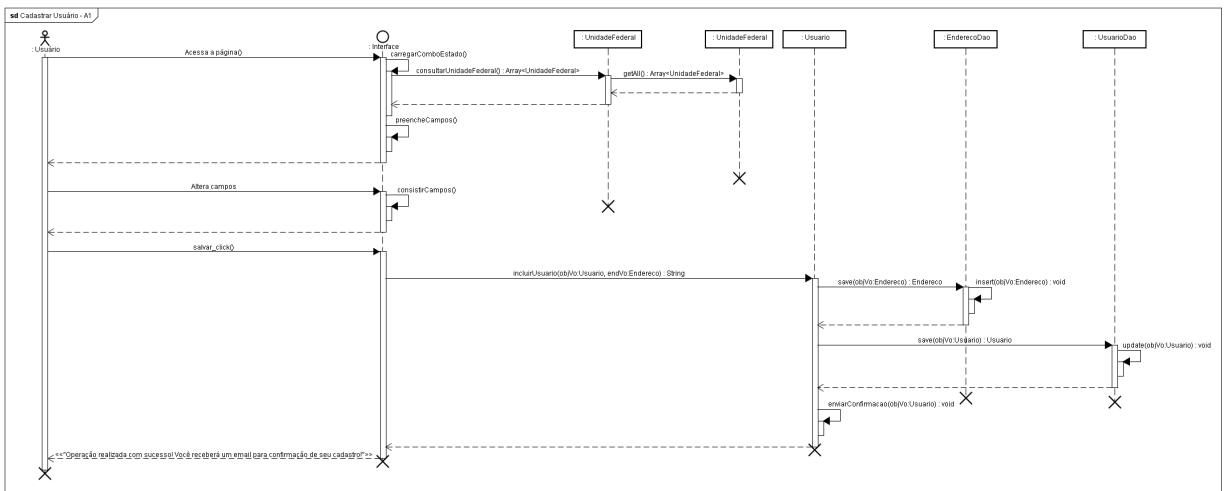 sd Cadastrar Usuário - A1
: Usuario
: Interface
: UnidadeFederal
: UnidadeFederal
: Usuario
: EnderecoDao
: UsuarioDao
Acessa a página()
carregarComboEstado()
consultarUnidadeFederal() : Array<UnidadeFederal>
getAll() : Array<UnidadeFederal>
preencheCampos()
Altera campos
consistirCampos()
salvar_click()
incluirUsuario(objVo:Usuario, endVo:Endereco) : String
save(objVo:Endereco) : Endereco
insert(objVo:Endereco) : void
save(objVo:Usuario) : Usuario
update(objVo:Usuario) : void
enviarConfirmacao(objVo:Usuario) : void
<<"Operação realizada com sucesso! Você receberá um email para confirmação de seu cadastro!">>